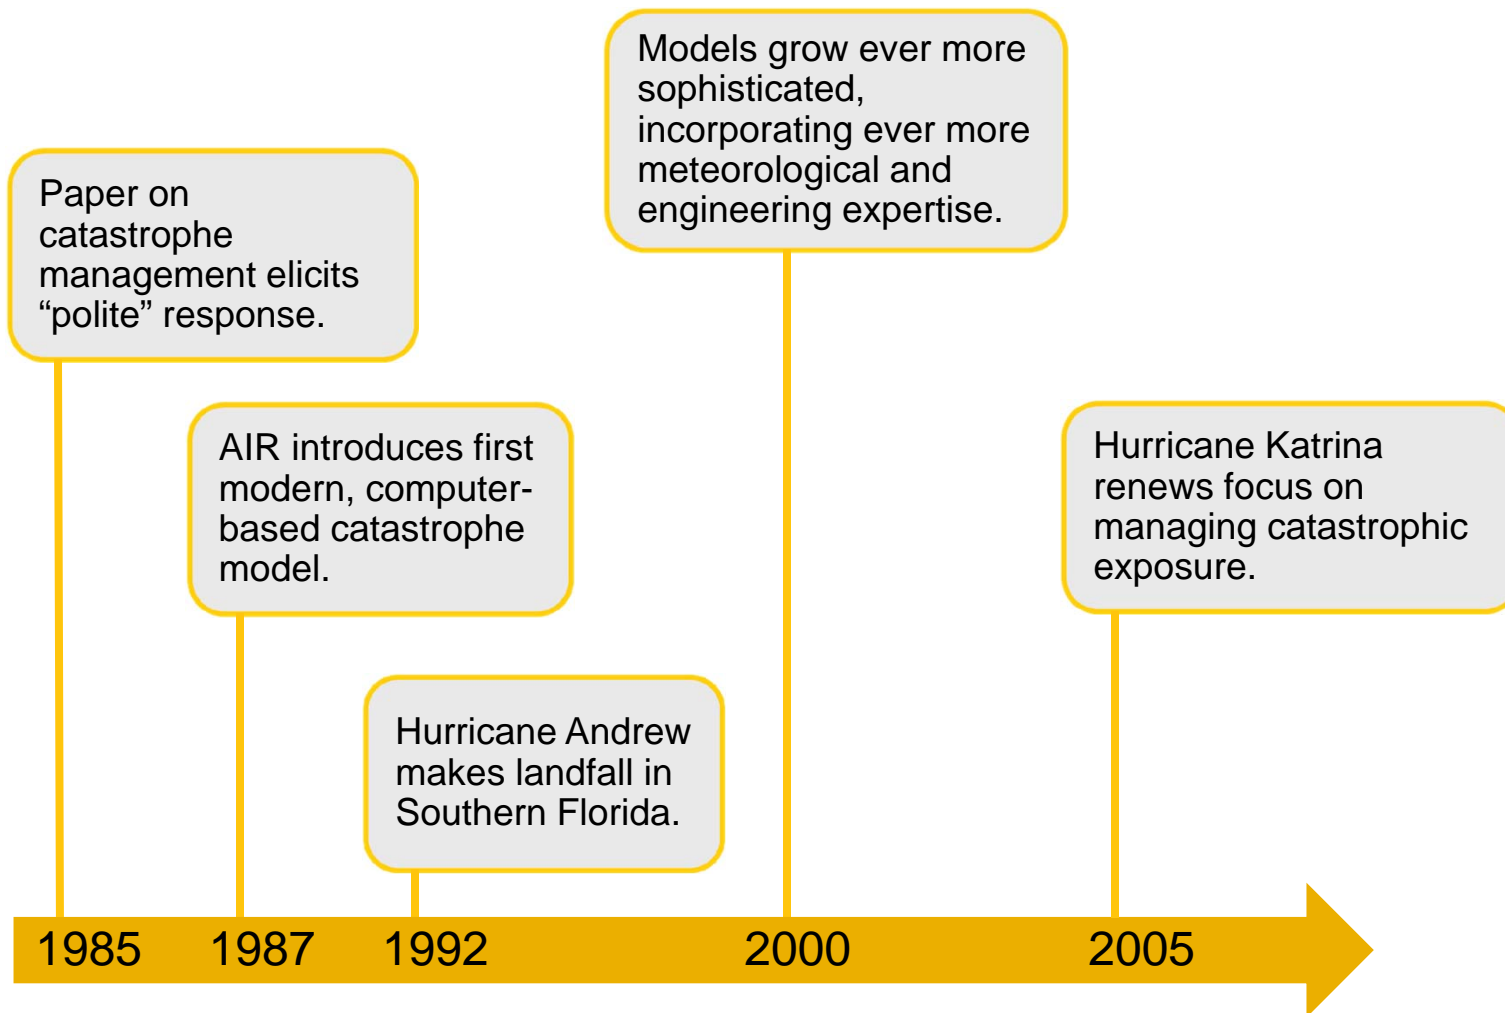 Models grow ever more
sophisticated,
incorporating ever more
meteorological and
engineering expertise.
Paper on
catastrophe
management elicits
“polite” response.
AIR introduces first
modern, computer-
based catastrophe
model.
Hurricane Katrina
renews focus on
managing catastrophic
exposure.
Hurricane Andrew
makes landfall in
Southern Florida.
1985 1987 1992 2000 2005